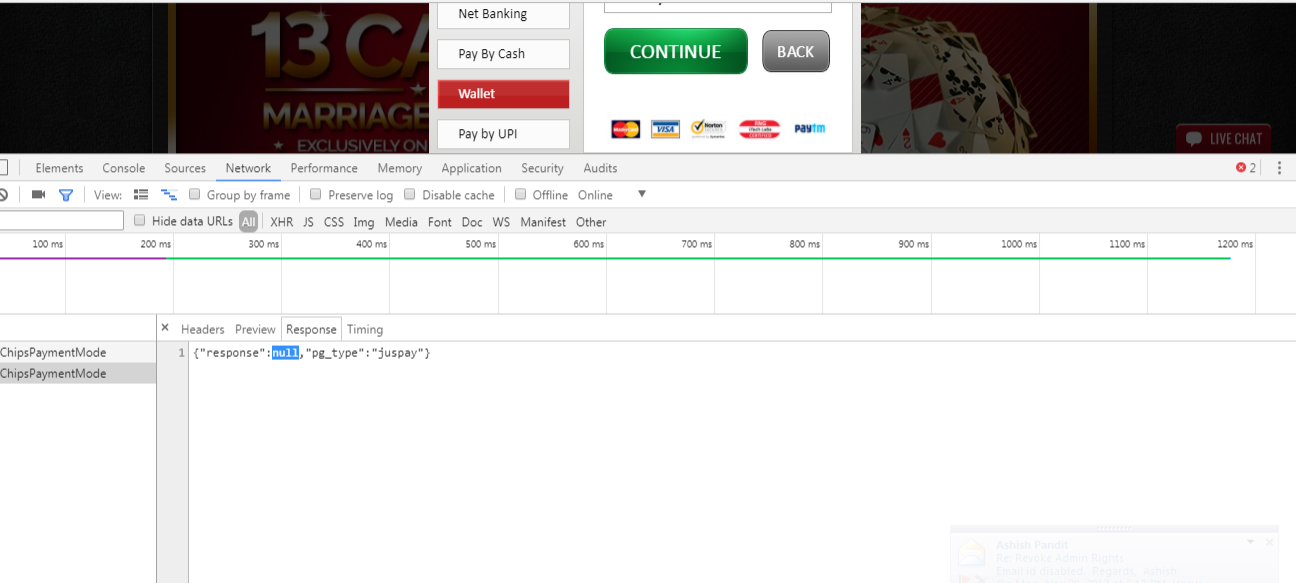 Net Banking
13 CA
CONTINUE
BACK
Pay By Cash
Wallet
MARRIAGE
MasterCard
VISA
Norton
iTech Labs
paytm
Pay by UPI
★ EXCLUSIVELY ON
LIVE CHAT
Elements Console Sources Network Performance Memory Application Security Audits 2
View: Group by frame Preserve log Disable cache Offline Online ▼
Hide data URLs All XHR JS CSS Img Media Font Doc WS Manifest Other
100 ms 200 ms 300 ms 400 ms 500 ms 600 ms 700 ms 800 ms 900 ms 1000 ms 1100 ms 1200 ms
× Headers Preview Response Timing
ChipsPaymentMode
1 {"response":null,"pg_type":"juspay"}
ChipsPaymentMode
Ashish Pandit
Re: Revoke Admin Rights
Email id disabled. Regards, Ashish